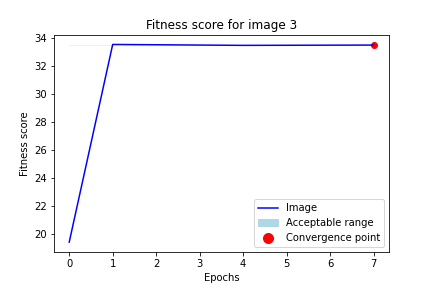 Fitness score for image 3
34
32
30
28
26
24
22
20
Fitness score
0 1 2 3 4 5 6 7
Epochs
Image
Acceptable range
Convergence point